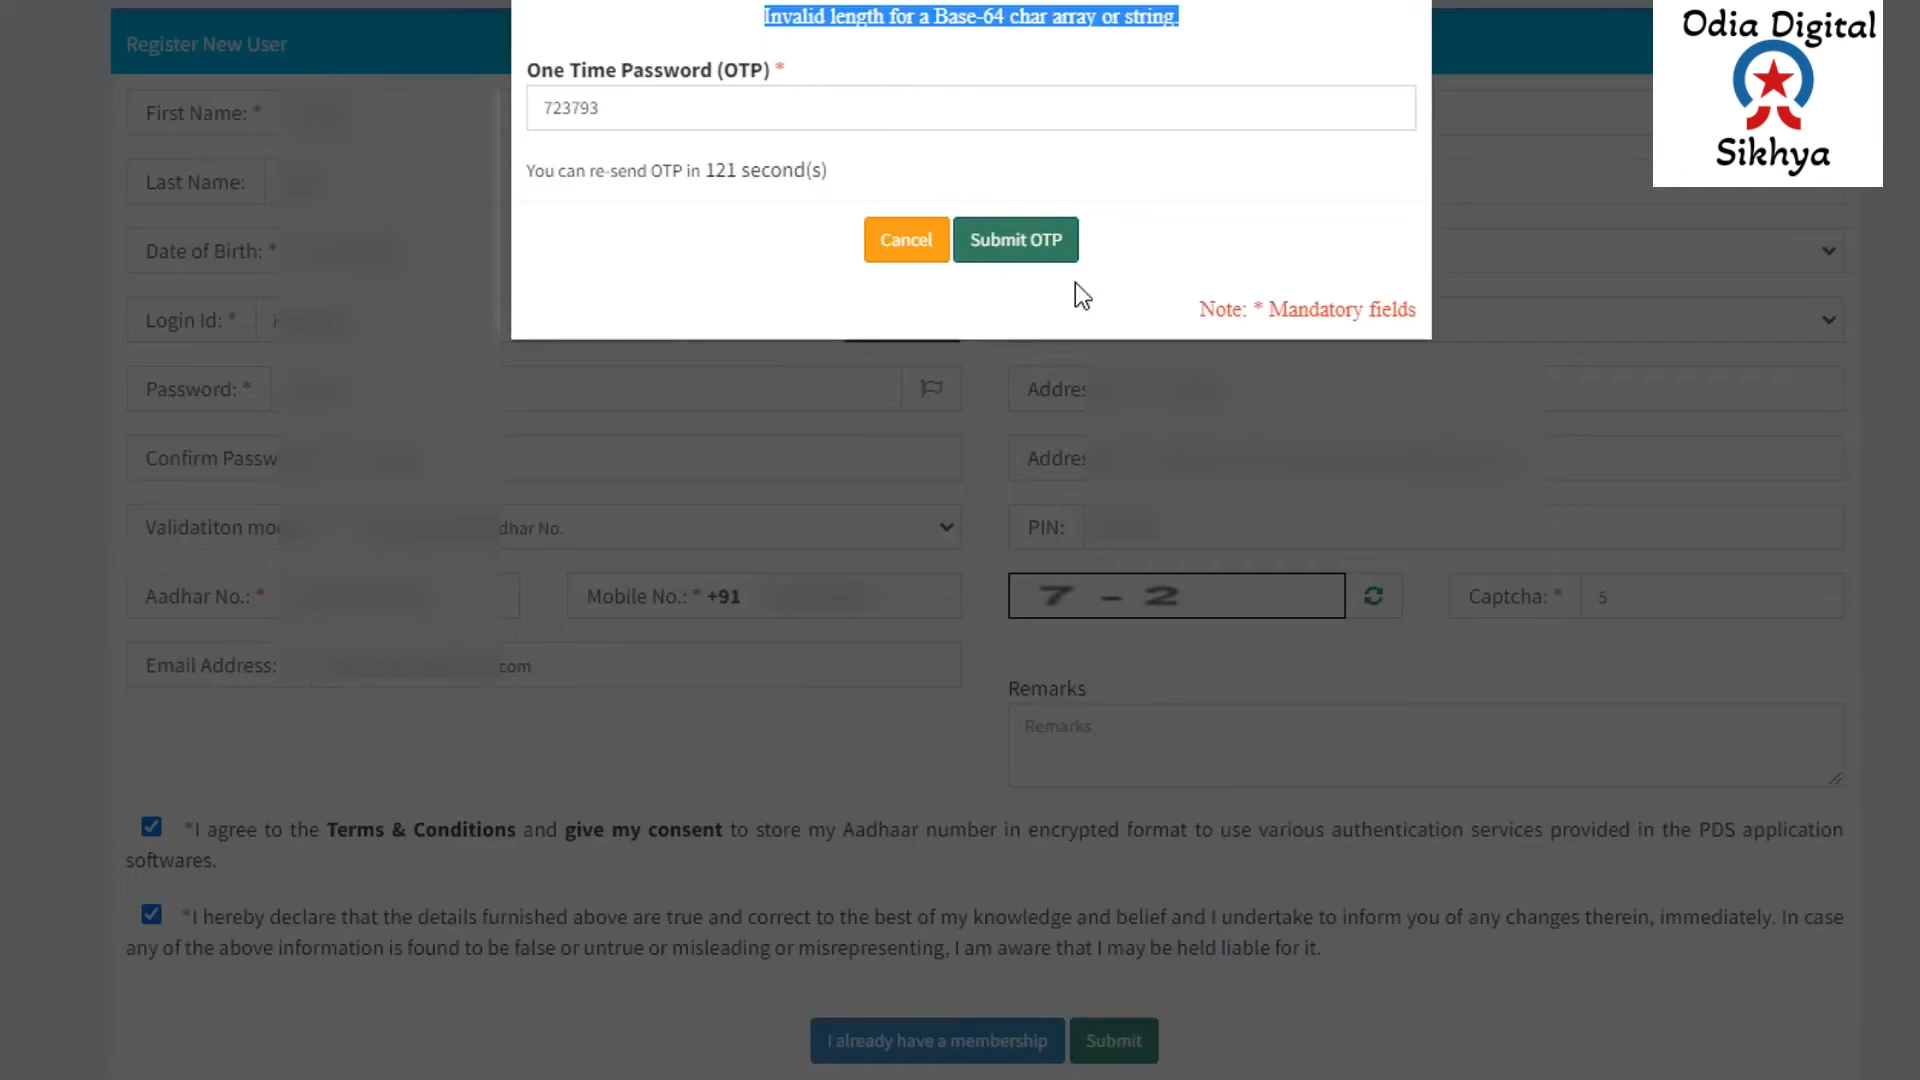 Invalid length for a Base-64 char array or string.
Odia Digital
Sikhya
Register New User
One Time Password (OTP) *
723793
You can re-send OTP in 121 second(s)
Cancel
Submit OTP
Note: * Mandatory fields
First Name: *
Last Name:
Date of Birth: *
Login Id: *
Password: *
Addres
Confirm Passw
Addres
Validatiton mo
dhar No.
PIN:
Aadhar No.: *
Mobile No.: * +91
7 - 2
Captcha: *
5
Email Address:
com
Remarks
Remarks
*I agree to the Terms & Conditions and give my consent to store my Aadhaar number in encrypted format to use various authentication services provided in the PDS application
softwares.
*I hereby declare that the details furnished above are true and correct to the best of my knowledge and belief and I undertake to inform you of any changes therein, immediately. In case
any of the above information is found to be false or untrue or misleading or misrepresenting, I am aware that I may be held liable for it.
I already have a membership
Submit